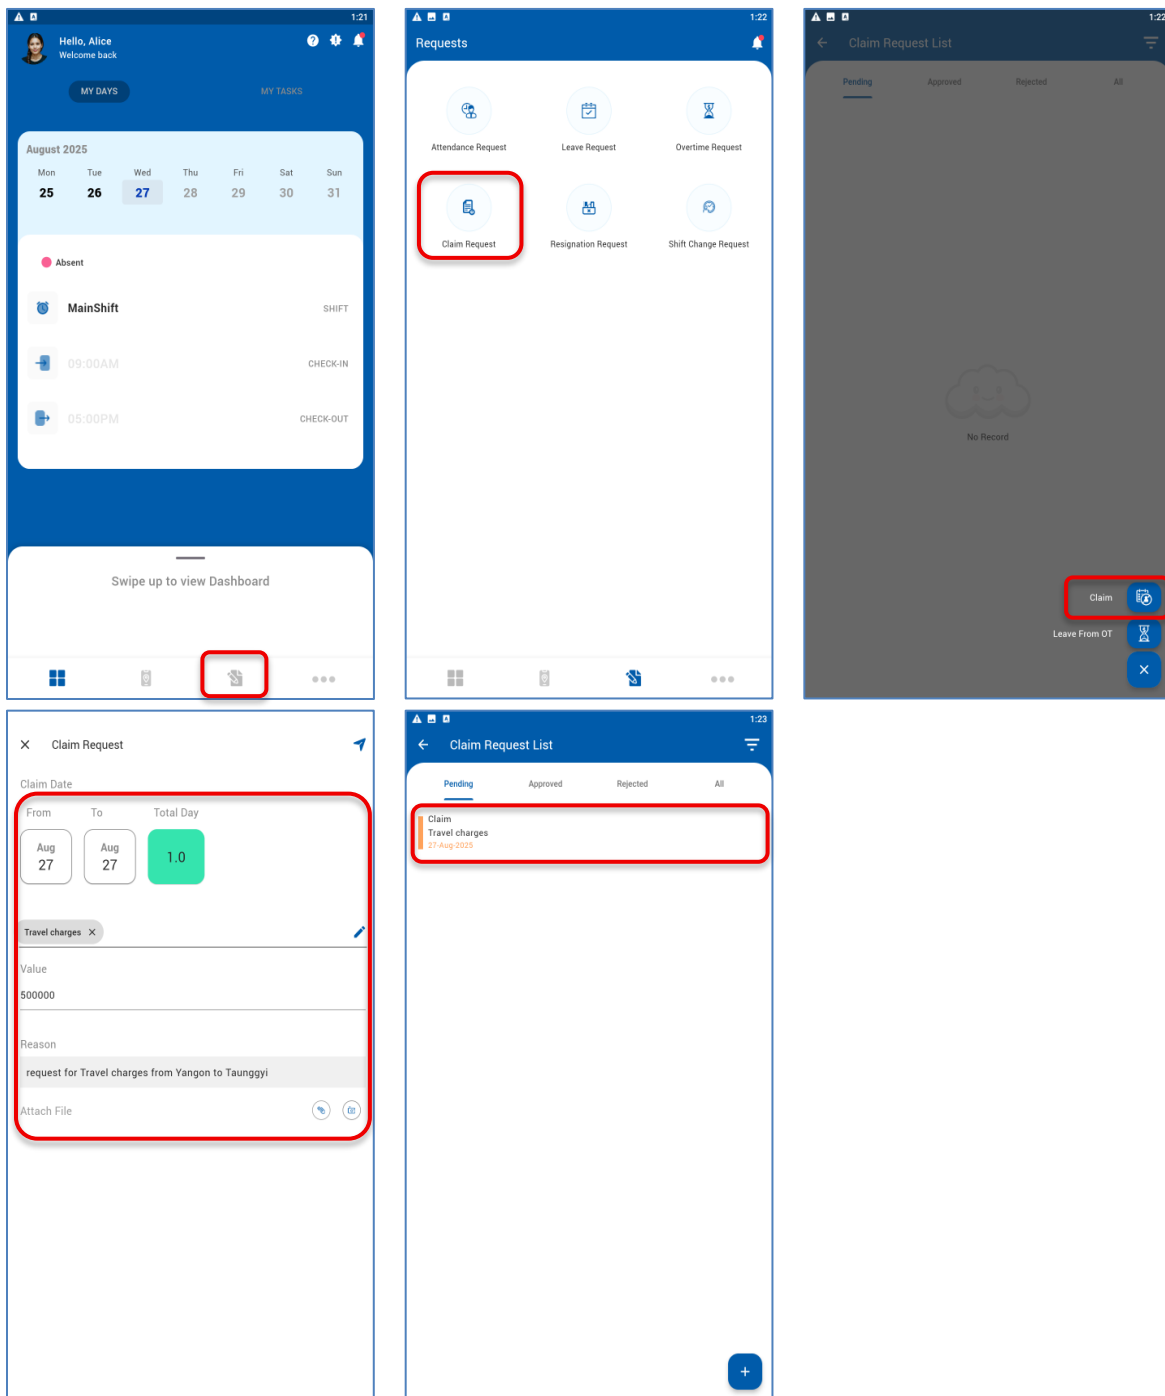 1:21
Hello, Alice
Welcome back
MY DAYS
MY TASKS
August 2025
Mon Tue Wed Thu Fri Sat Sun
25 26 27 28 29 30 31
Absent
MainShift SHIFT
09:00AM CHECK-IN
05:00PM CHECK-OUT
Swipe up to view Dashboard
1:22
Requests
Attendance Request
Leave Request
Overtime Request
Claim Request
Resignation Request
Shift Change Request
1:22
Claim Request List
Pending Approved Rejected All
No Record
Claim
Leave From OT
Claim Request
Claim Date
From To Total Day
Aug Aug
27 27 1.0
Travel charges
Value
500000
Reason
request for Travel charges from Yangon to Taunggyi
Attach File
1:23
Claim Request List
Pending Approved Rejected All
Claim
Travel charges
27-Aug-2025